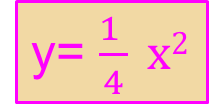 y= 1/4 x²